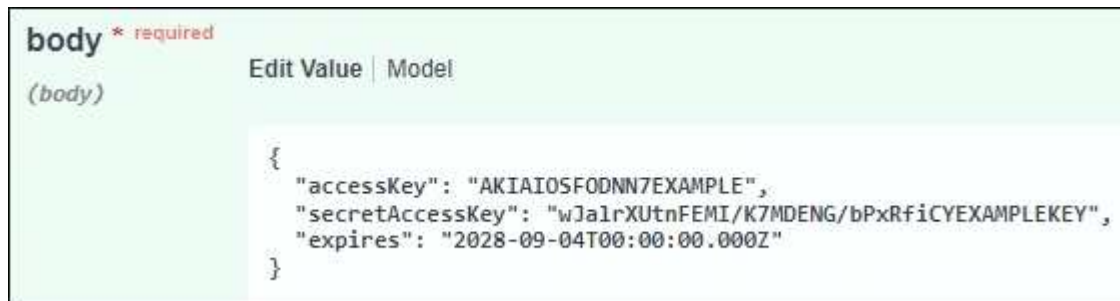 body * required
Edit Value | Model
(body)
{
"accessKey": "AKIAIOSFODNN7EXAMPLE",
"secretAccessKey": "wJalrXUtnFEMI/K7MDENG/bPxRfiCYEXAMPLEKEY",
"expires": "2028-09-04T00:00:00.000Z"
}